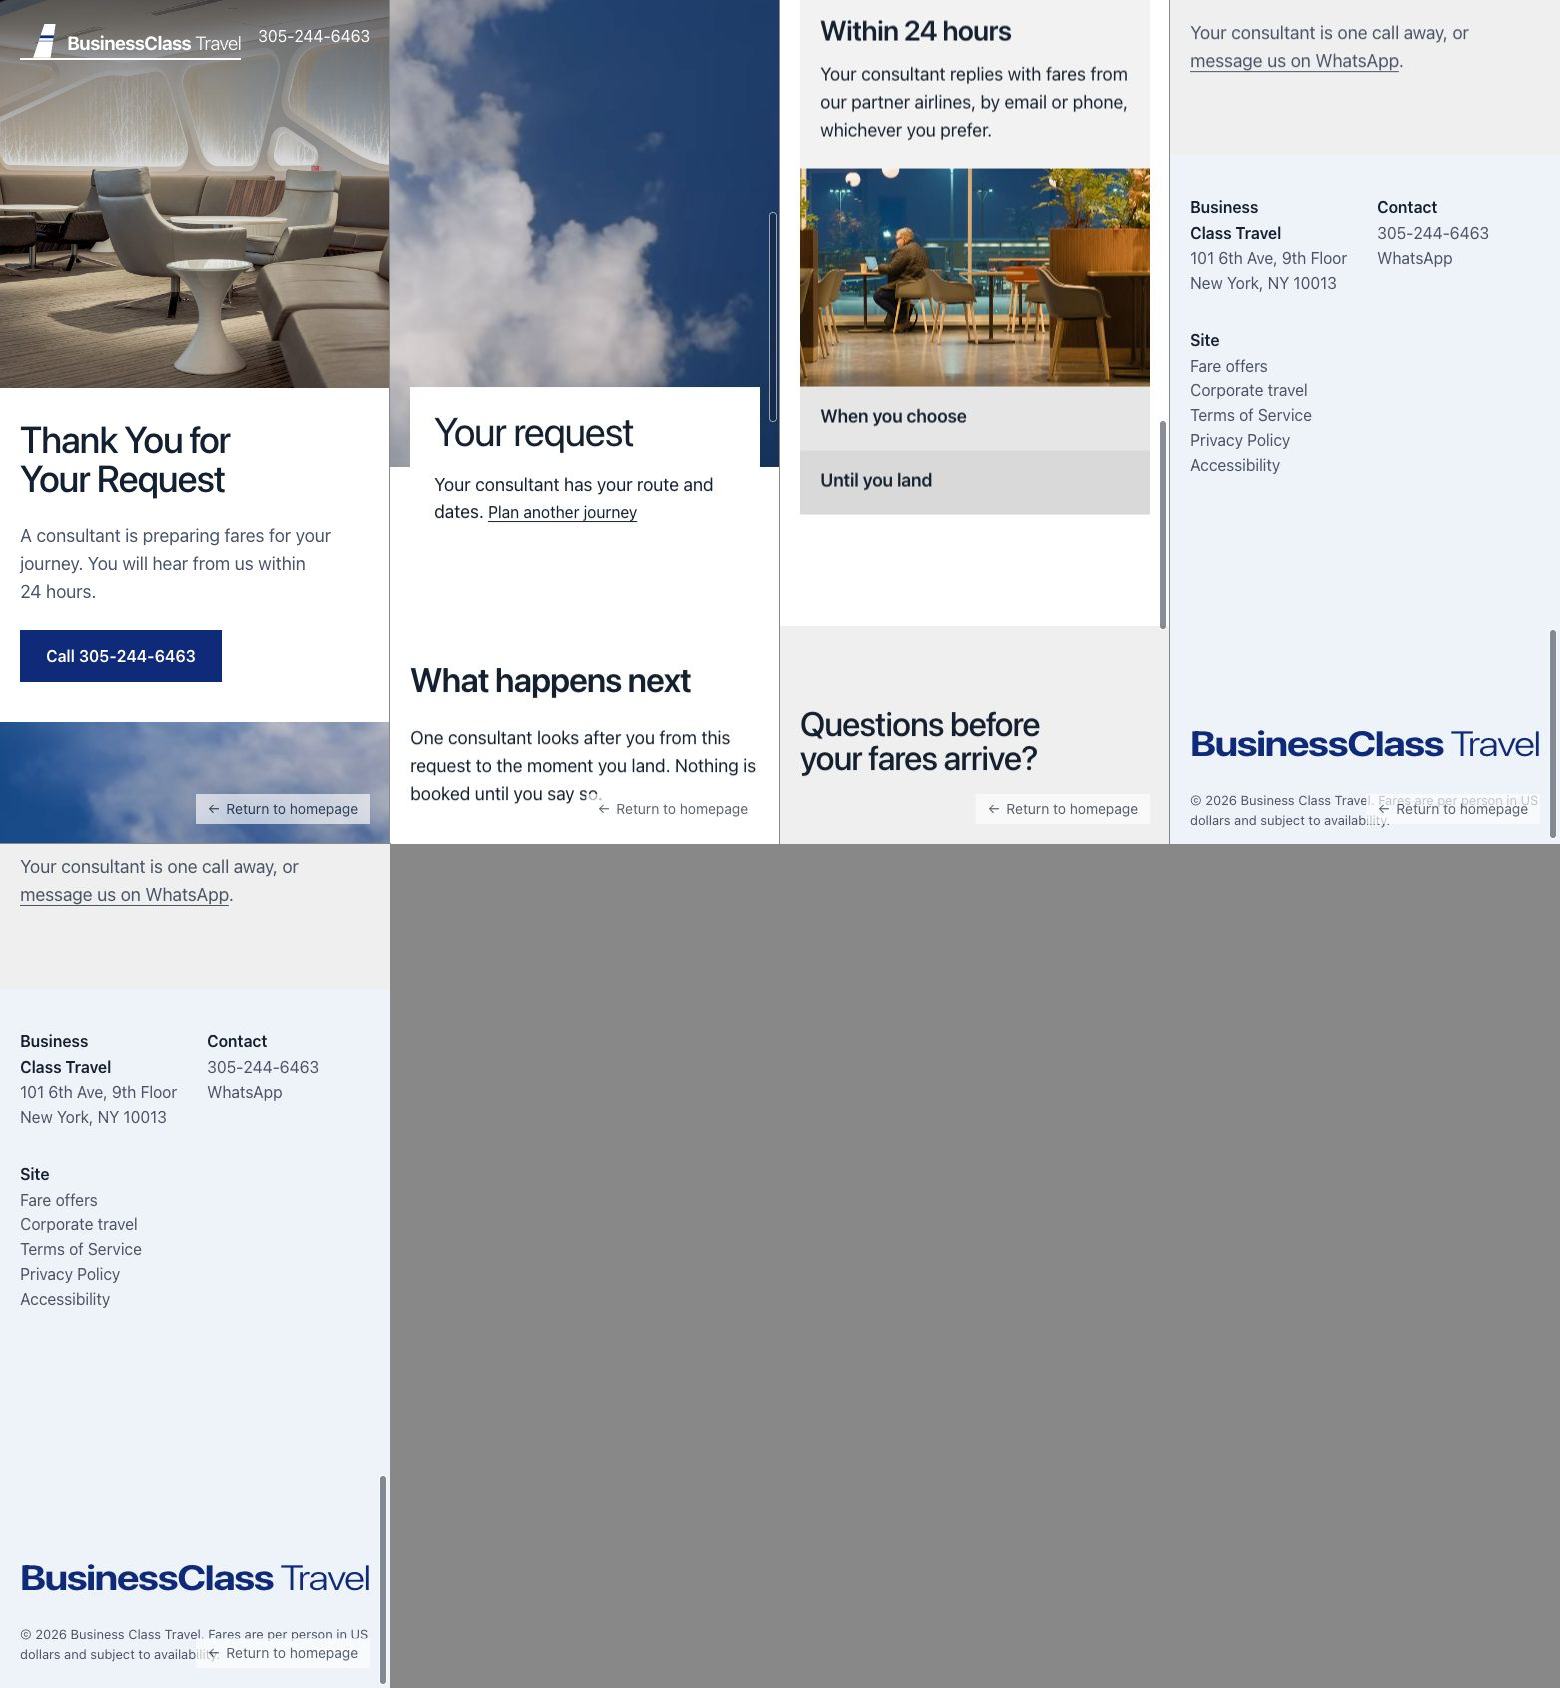 BusinessClass Travel
305-244-6463
Thank You for
Your Request
A consultant is preparing fares for your
journey. You will hear from us within
24 hours.
Call 305-244-6463
← Return to homepage
Your request
Your consultant has your route and
dates. Plan another journey
What happens next
One consultant looks after you from this
request to the moment you land. Nothing is
booked until you say so.
← Return to homepage
Within 24 hours
Your consultant replies with fares from
our partner airlines, by email or phone,
whichever you prefer.
When you choose
Until you land
Questions before
your fares arrive?
← Return to homepage
Your consultant is one call away, or
message us on WhatsApp.
Business
Class Travel
101 6th Ave, 9th Floor
New York, NY 10013
Contact
305-244-6463
WhatsApp
Site
Fare offers
Corporate travel
Terms of Service
Privacy Policy
Accessibility
BusinessClass Travel
© 2026 Business Class Travel. Fares are per person in US
dollars and subject to availability.
← Return to homepage
Your consultant is one call away, or
message us on WhatsApp.
Business
Class Travel
101 6th Ave, 9th Floor
New York, NY 10013
Contact
305-244-6463
WhatsApp
Site
Fare offers
Corporate travel
Terms of Service
Privacy Policy
Accessibility
BusinessClass Travel
© 2026 Business Class Travel. Fares are per person in US
dollars and subject to availability.
← Return to homepage